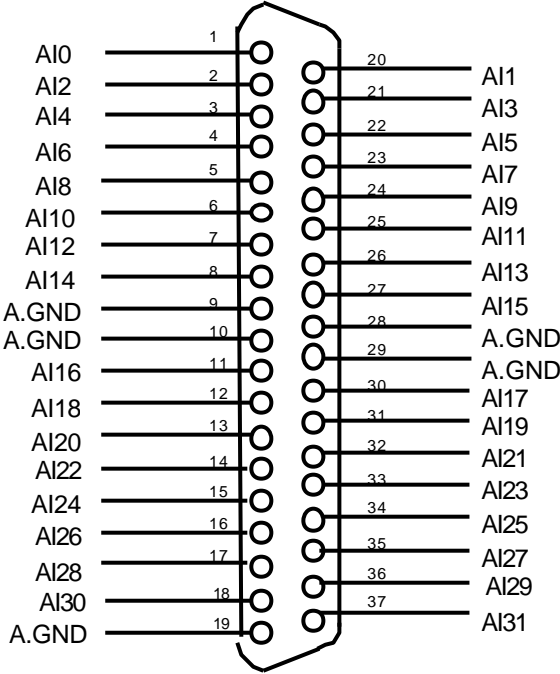 1
AI0
20
AI1
2
AI2
21
AI3
3
AI4
22
AI5
4
AI6
23
AI7
5
AI8
24
AI9
6
AI10
25
AI11
7
AI12
26
AI13
8
AI14
27
AI15
9
A.GND
28
A.GND
10
A.GND
29
A.GND
11
AI16
30
AI17
12
AI18
31
AI19
13
AI20
32
AI21
14
AI22
33
AI23
15
AI24
34
AI25
16
AI26
35
AI27
17
AI28
36
AI29
18
AI30
37
AI31
19
A.GND